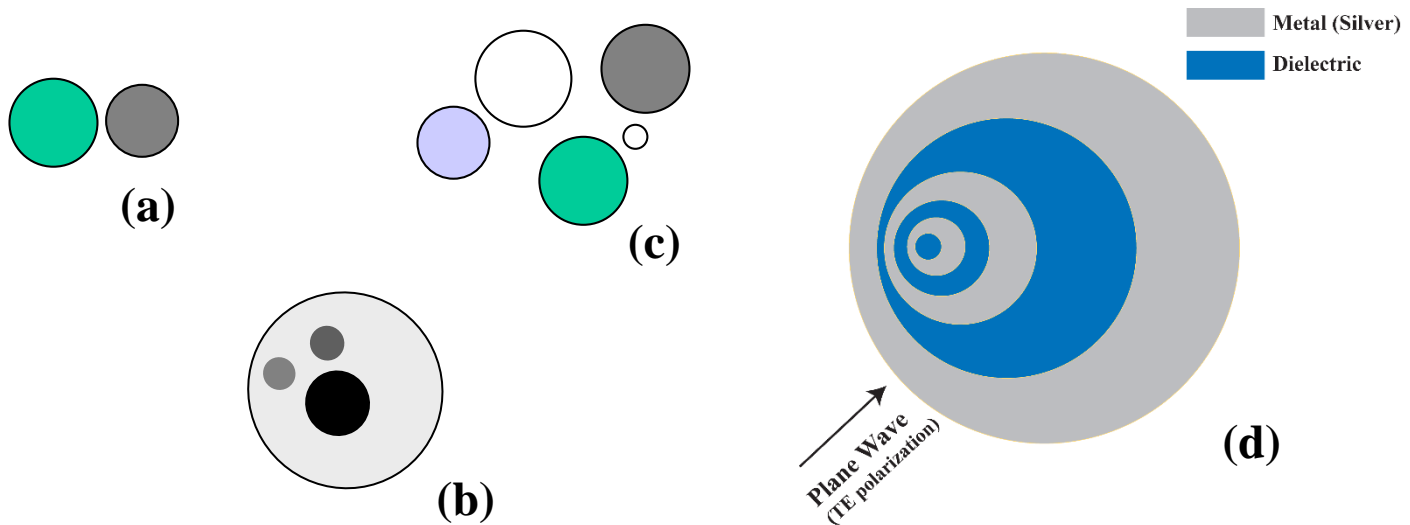 (a)
(c)
(b)
Metal (Silver)
Dielectric
Plane Wave
(TE polarization)
(d)